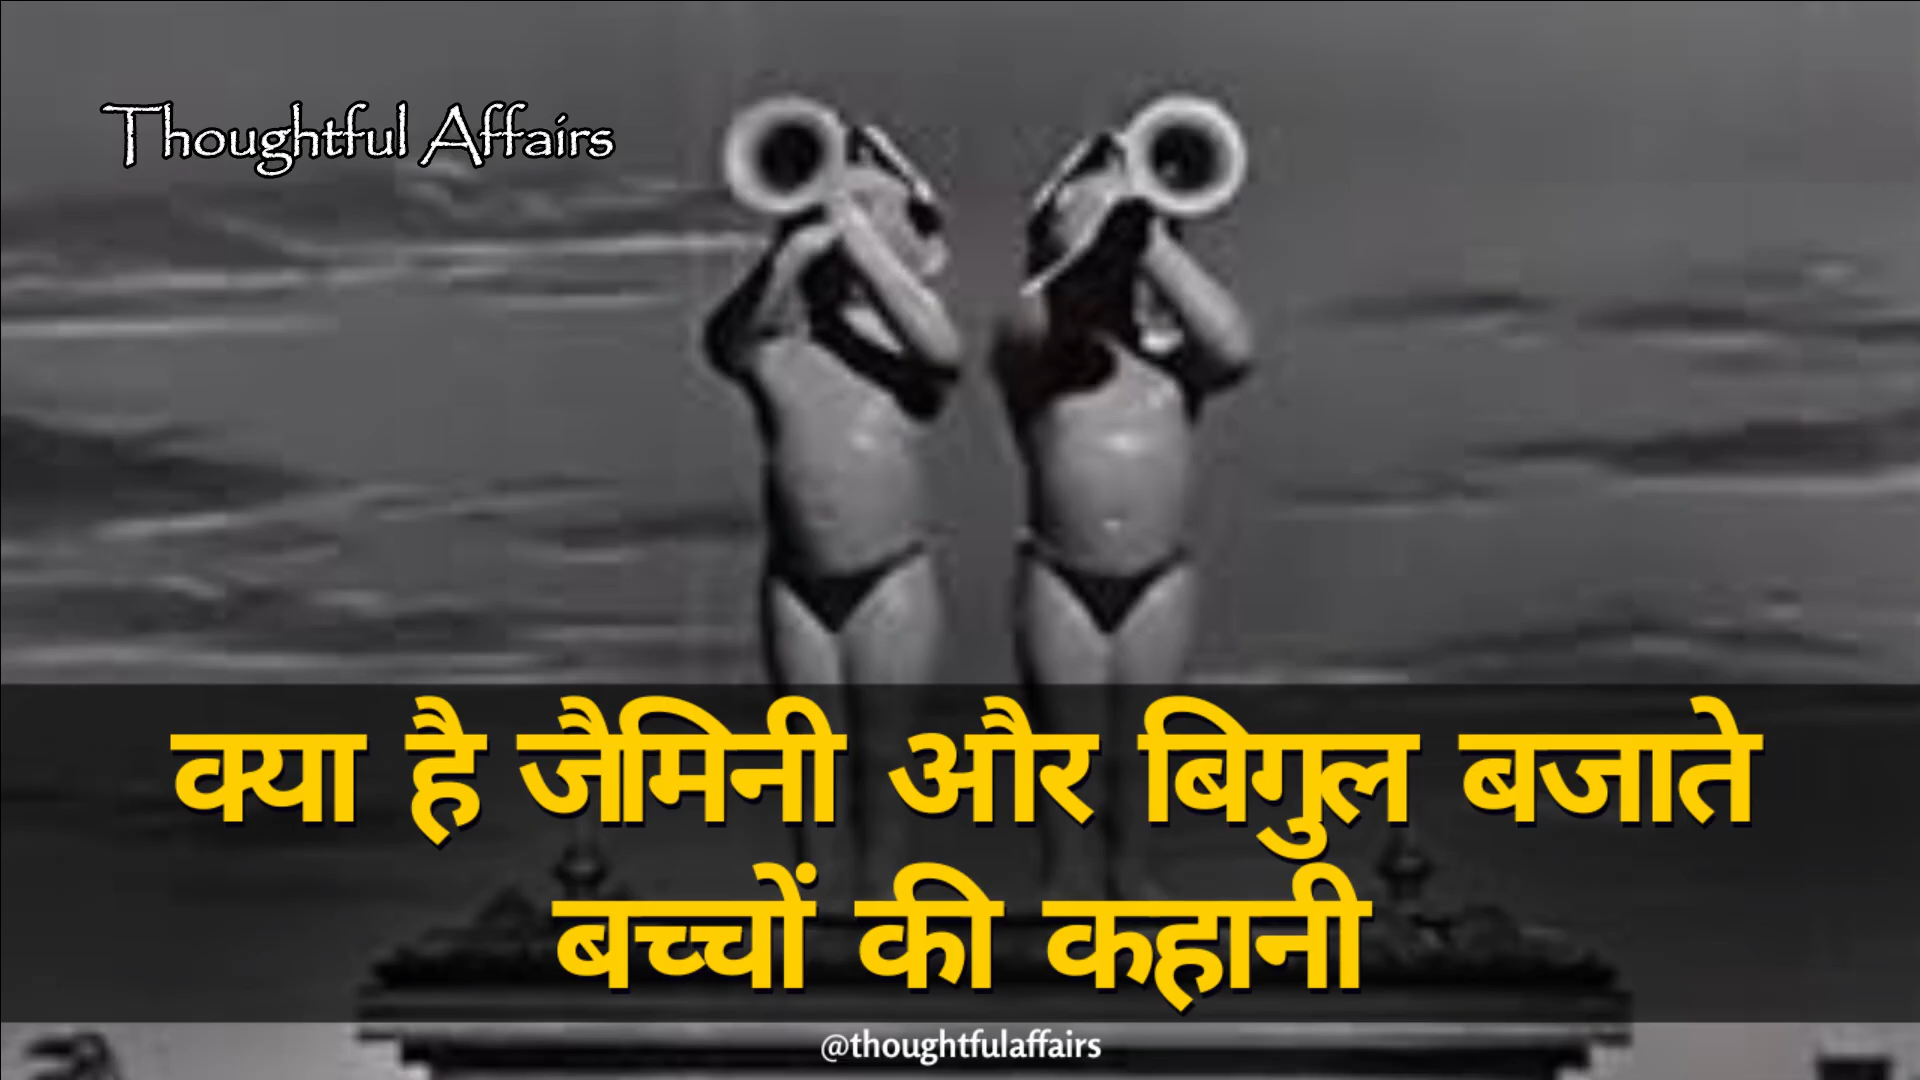 Thoughtful Affairs
क्या है जैमिनी और बिगुल बजाते
बच्चों की कहानी
@thoughtfulaffairs